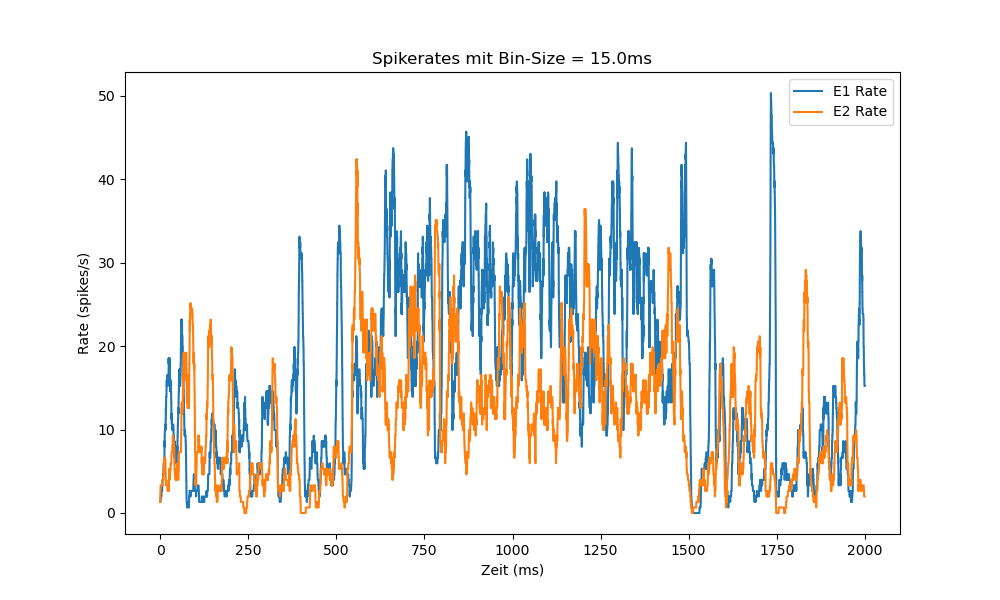 Spikerates mit Bin-Size = 15.0ms
E1 Rate
E2 Rate
50
40
30
20
10
0
Rate (spikes/s)
0 250 500 750 1000 1250 1500 1750 2000
Zeit (ms)